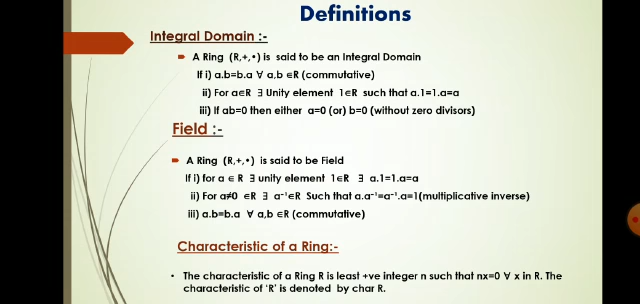 Definitions
Integral Domain :-
A Ring (R,+,•) is said to be an Integral Domain
If i) a.b=b.a ∀ a,b ∈R (commutative)
ii) For a∈R ∃ Unity element 1∈R such that a.1=1.a=a
iii) If ab=0 then either a=0 (or) b=0 (without zero divisors)
Field :-
A Ring (R,+,•) is said to be Field
If i) for a ∈ R ∃ unity element 1∈R ∃ a.1=1.a=a
ii) For a≠0 ∈R ∃ a⁻¹∈R Such that a.a⁻¹=a⁻¹.a=1(multiplicative inverse)
iii) a.b=b.a ∀ a,b ∈R (commutative)
Characteristic of a Ring:-
• The characteristic of a Ring R is least +ve integer n such that nx=0 ∀ x in R. The
characteristic of 'R' is denoted by char R.